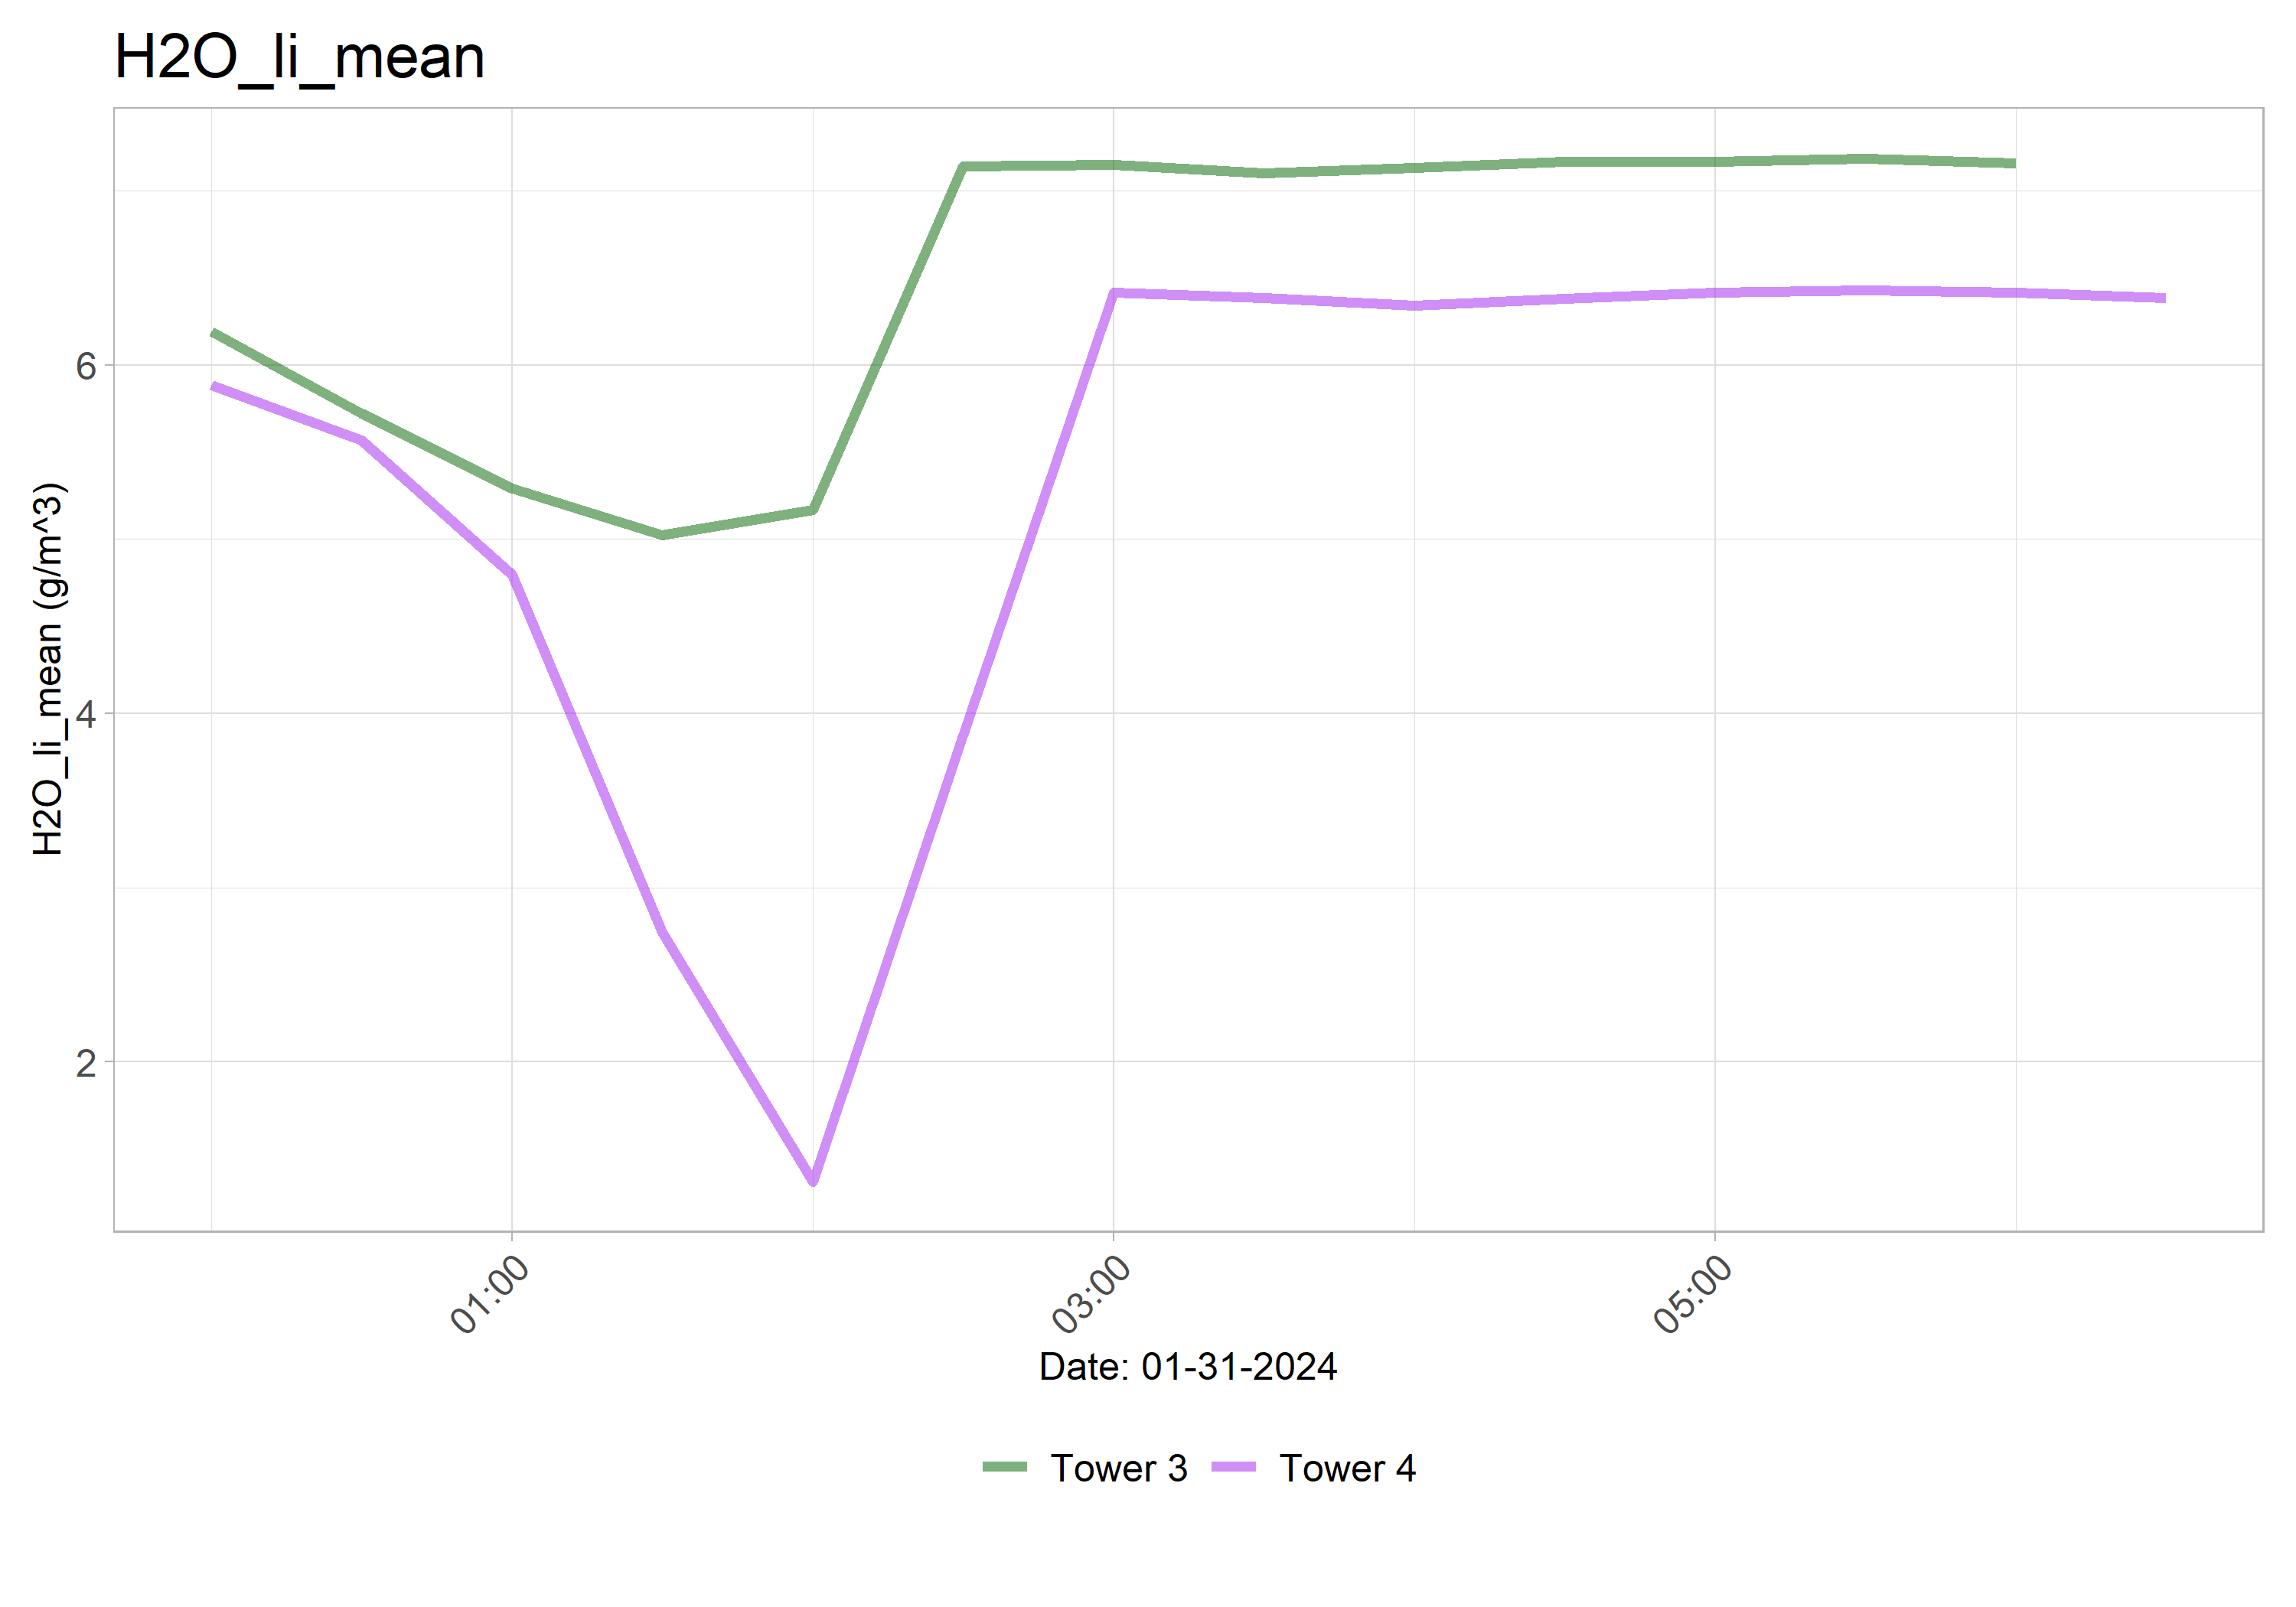 H2O_li_mean
H2O_li_mean (g/m^3)
6
4
2
01:00
03:00
05:00
Date: 01-31-2024
Tower 3
Tower 4